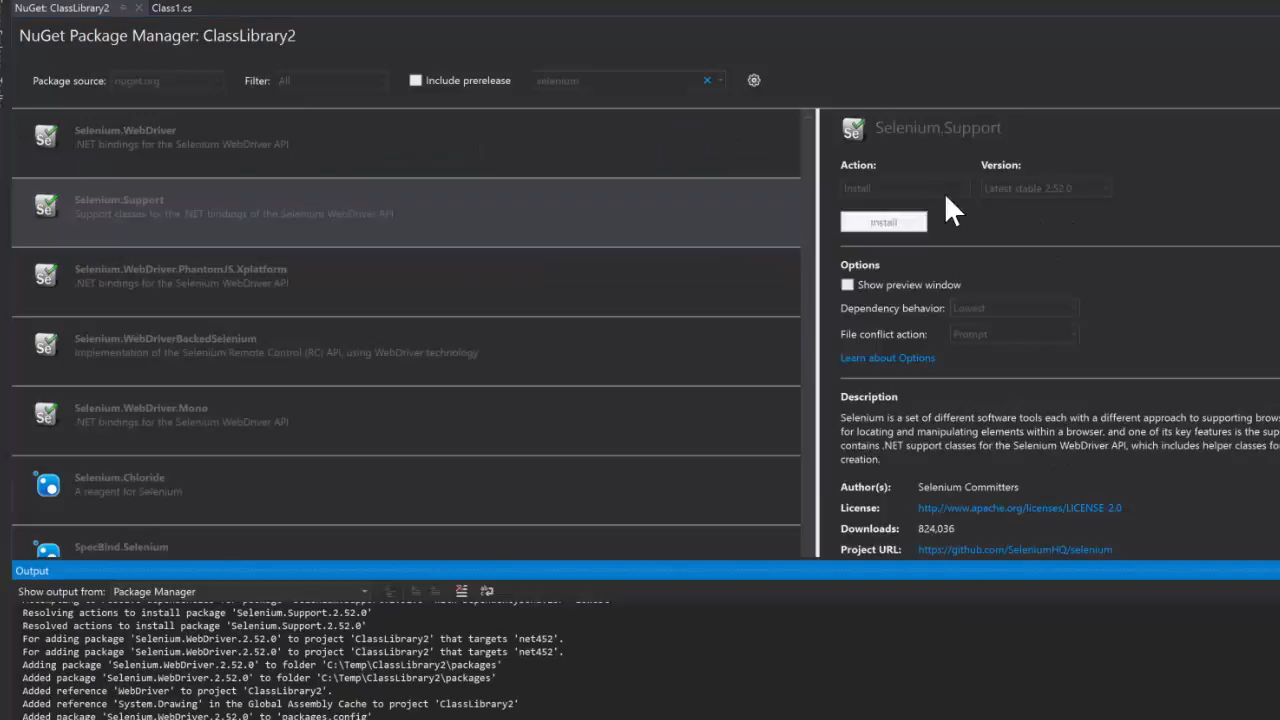 NuGet: ClassLibrary2
Class1.cs
NuGet Package Manager: ClassLibrary2
Package source: nuget.org
Filter: All
Include prerelease
selenium
Selenium.WebDriver
.NET bindings for the Selenium WebDriver API
Selenium.Support
Support classes for the .NET bindings of the Selenium WebDriver API
Selenium.WebDriver.PhantomJS.Xplatform
.NET bindings for the Selenium WebDriver API
Selenium.WebDriverBackedSelenium
Implementation of the Selenium Remote Control (RC) API, using WebDriver technology
Selenium.WebDriver.Mono
.NET bindings for the Selenium WebDriver API
Selenium.Chloride
A reagent for Selenium
SpecBind.Selenium
Selenium.Support
Action: Version:
Install Latest stable 2.52.0
Install
Options
Show preview window
Dependency behavior: Lowest
File conflict action: Prompt
Learn about Options
Description
Selenium is a set of different software tools each with a different approach to supporting brows
for locating and manipulating elements within a browser, and one of its key features is the sup
contains .NET support classes for the Selenium WebDriver API, which includes helper classes for
creation.
Author(s): Selenium Committers
License: http://www.apache.org/licenses/LICENSE-2.0
Downloads: 824,036
Project URL: https://github.com/SeleniumHQ/selenium
Output
Show output from: Package Manager
Resolving actions to install package 'Selenium.Support.2.52.0'
Resolved actions to install package 'Selenium.Support.2.52.0'
For adding package 'Selenium.WebDriver.2.52.0' to project 'ClassLibrary2' that targets 'net452'.
For adding package 'Selenium.WebDriver.2.52.0' to project 'ClassLibrary2' that targets 'net452'.
Adding package 'Selenium.WebDriver.2.52.0' to folder 'C:\Temp\ClassLibrary2\packages'
Added package 'Selenium.WebDriver.2.52.0' to folder 'C:\Temp\ClassLibrary2\packages'
Added reference 'WebDriver' to project 'ClassLibrary2'.
Added reference 'System.Drawing' in the Global Assembly Cache to project 'ClassLibrary2'
Added package 'Selenium.WebDriver.2.52.0' to 'packages.config'